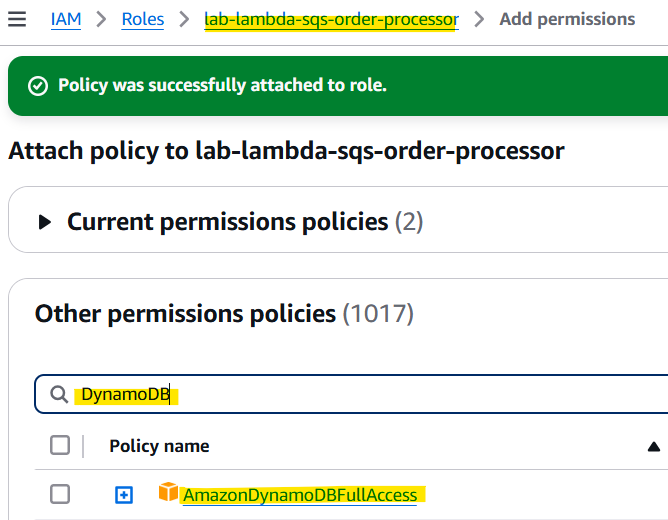 IAM > Roles > lab-lambda-sqs-order-processor > Add permissions
Policy was successfully attached to role.
Attach policy to lab-lambda-sqs-order-processor
Current permissions policies (2)
Other permissions policies (1017)
DynamoDB
Policy name
AmazonDynamoDBFullAccess